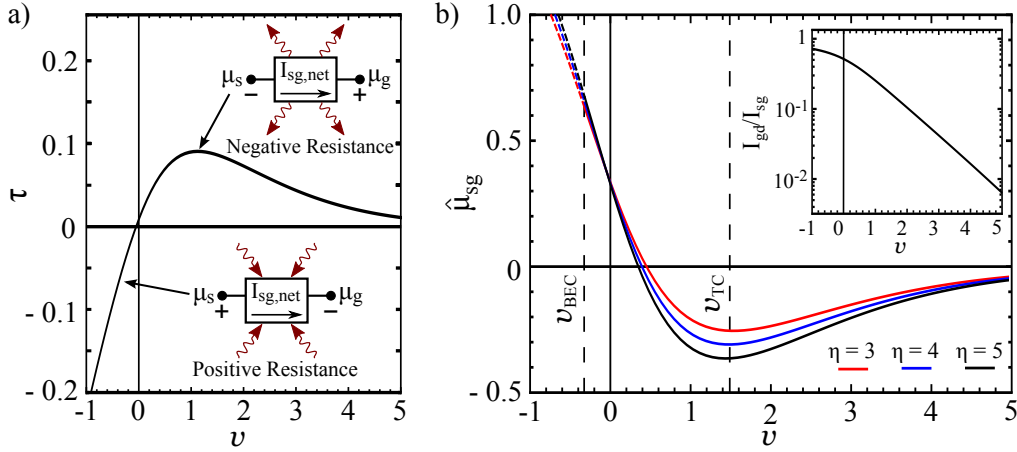 a)
τ
0.2
0.1
0
- 0.1
- 0.2
-1
0
1
2
3
4
5
υ
μs
I sg,net
μg
−
+
Negative Resistance
μs
I sg,net
μg
+
−
Positive Resistance
b)
μ̂sg
1.0
0.5
0
-0.5
-1
0
1
2
3
4
5
υ
υBEC
υTC
η = 3
η = 4
η = 5
Igd/Isg
1
10-1
10-2
-1
0
1
2
3
4
5
υ